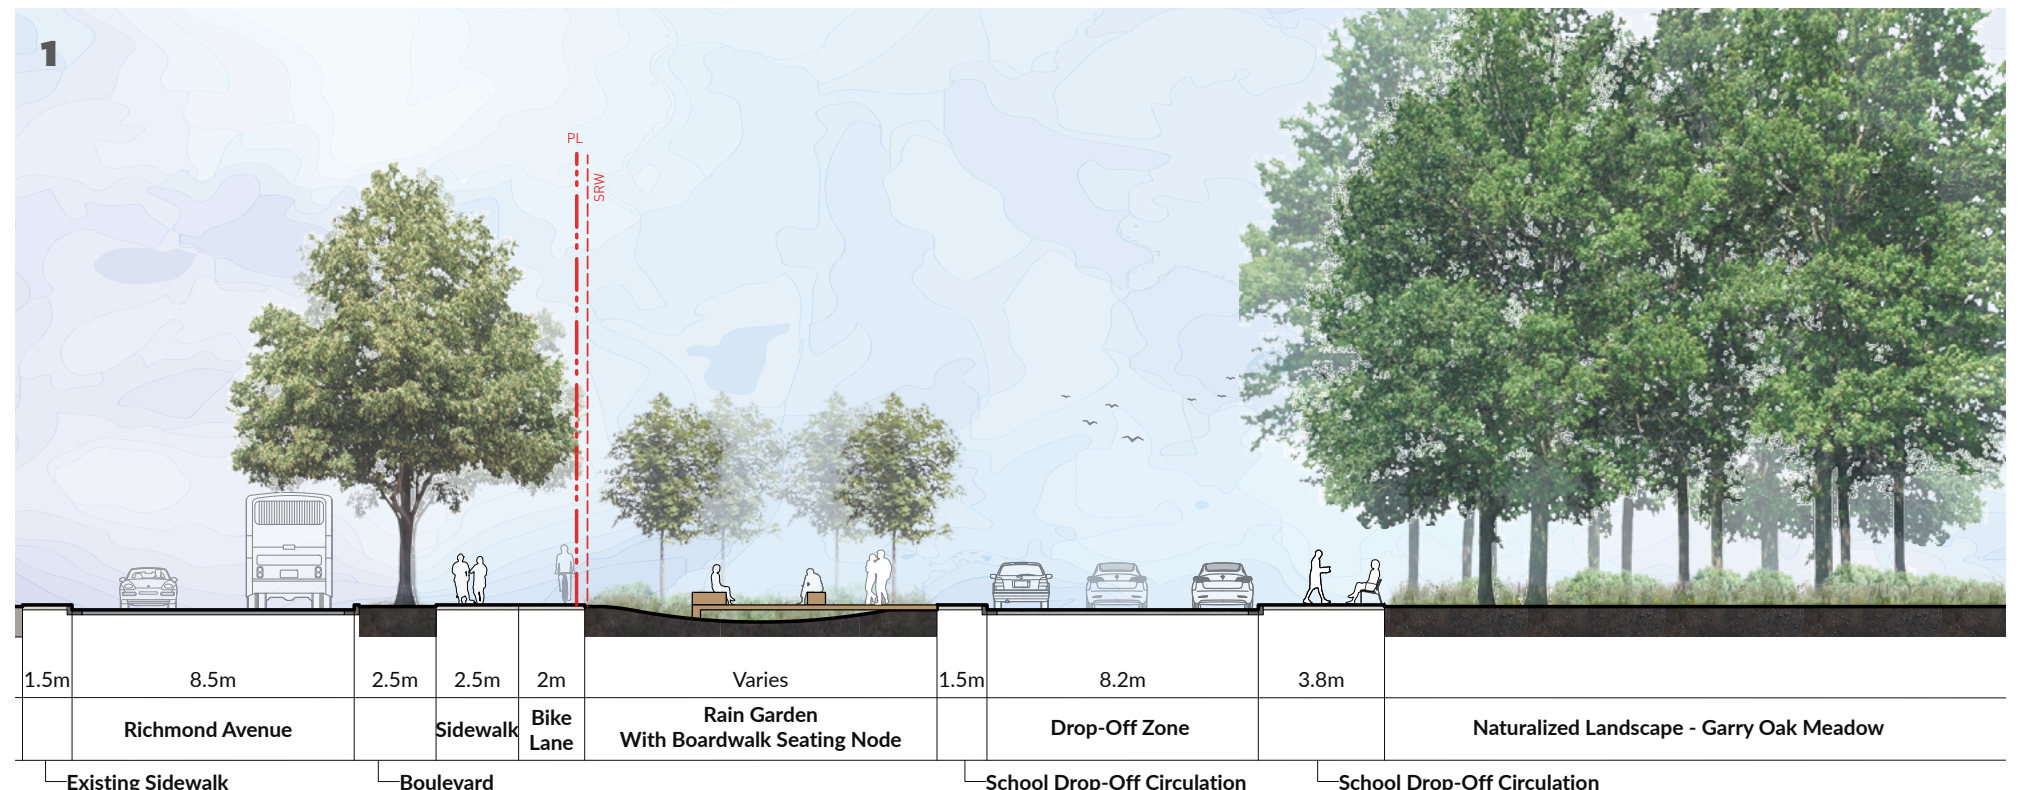 1
PL
SRW
1.5m 8.5m 2.5m 2.5m 2m Varies 1.5m 8.2m 3.8m
Richmond Avenue
Sidewalk
Bike
Lane
Rain Garden
With Boardwalk Seating Node
Drop-Off Zone
Naturalized Landscape - Garry Oak Meadow
Existing Sidewalk
Boulevard
School Drop-Off Circulation
School Drop-Off Circulation